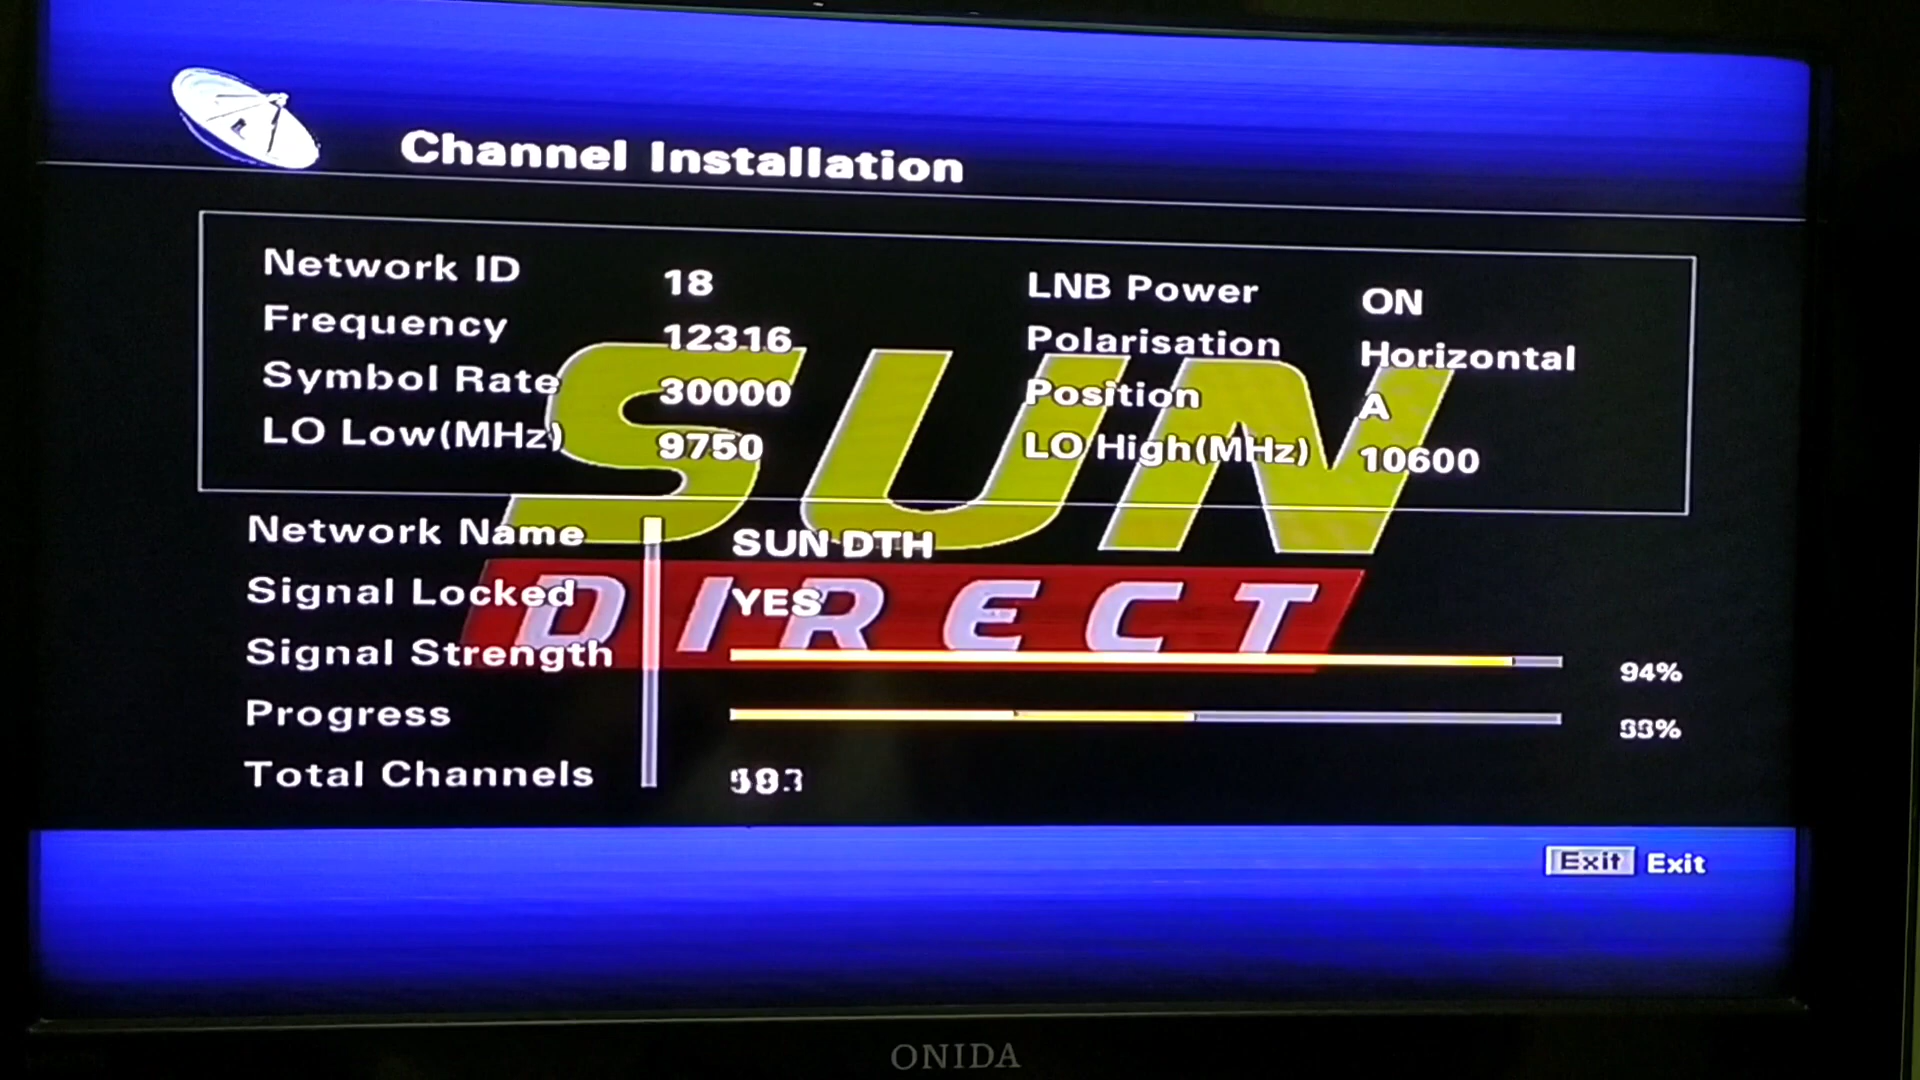 Channel Installation
Network ID 18 LNB Power ON
Frequency 12316 Polarisation Horizontal
Symbol Rate 30000 Position A
LO Low(MHz) 9750 LO High(MHz) 10600
SUN
DIRECT
Network Name SUN DTH
Signal Locked YES
Signal Strength 94%
Progress
Total Channels
Exit Exit
ONIDA